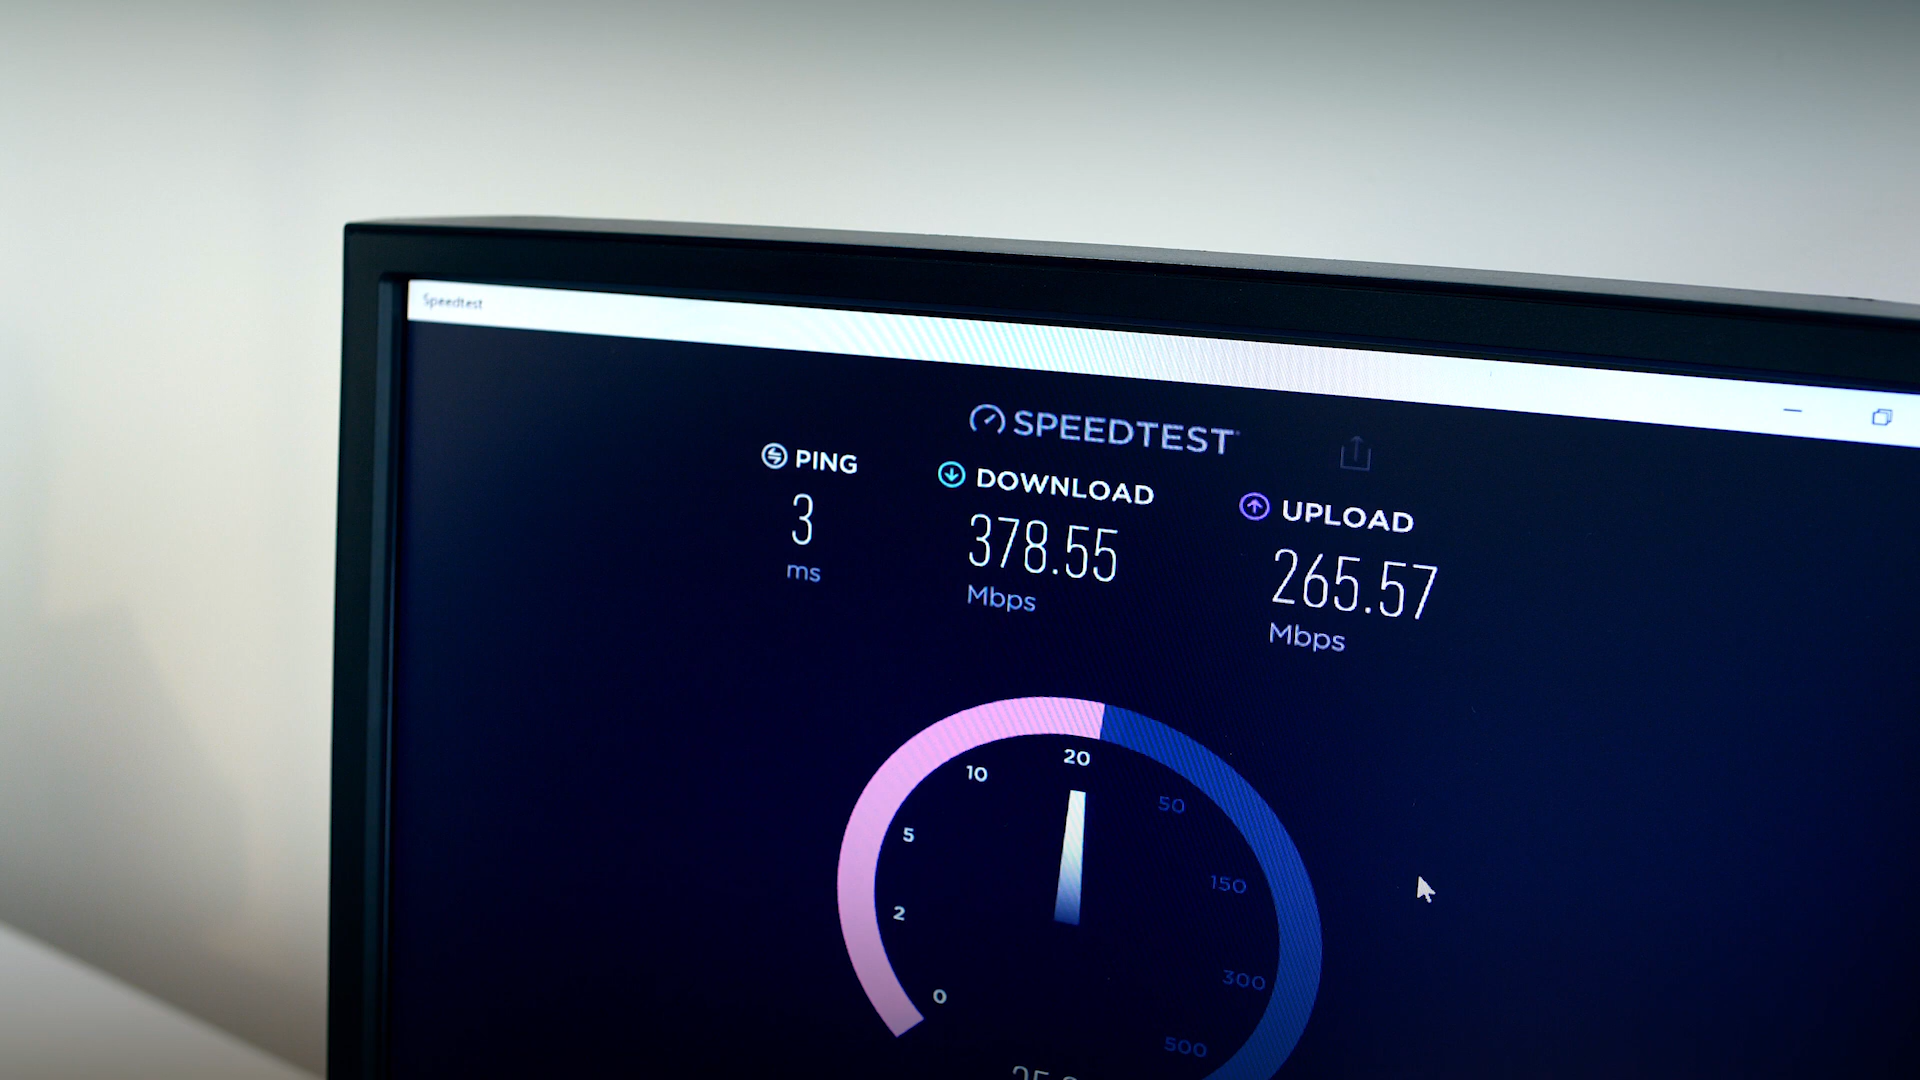 Speedtest
SPEEDTEST
PING
3
ms
DOWNLOAD
378.55
Mbps
UPLOAD
265.57
Mbps
0
2
5
10
20
50
150
300
500